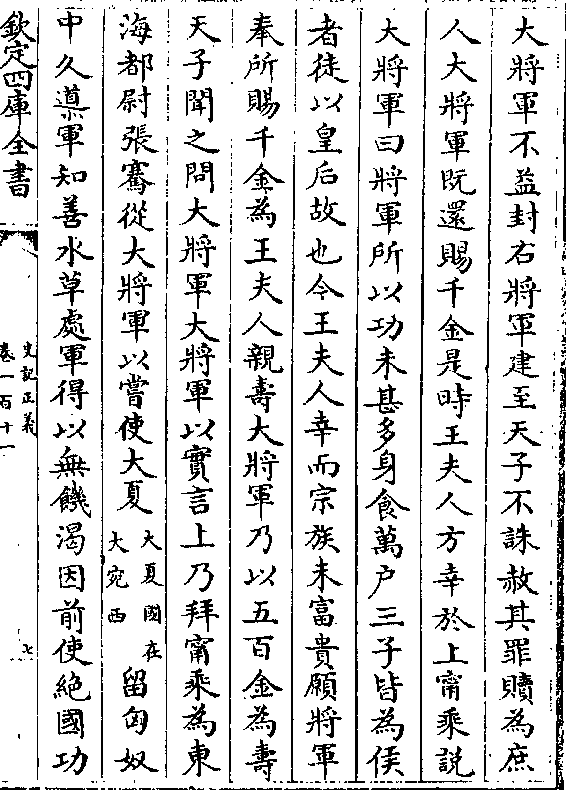 大將軍不益封右將軍建至天子不誅赦其罪贖為庶
人大將軍既還賜千金是時王夫人方幸於上甯乘說
大將軍曰將軍所以功未甚多身食萬户三子皆為侯
者徒以皇后故也今王夫人幸而宗族未富貴願將軍
奉所賜千金為王夫人親壽大將軍乃以五百金為壽
天子聞之問大將軍大將軍以實言上乃拜甯乘為東
海都尉張騫從大將軍以嘗使大夏大夏國在大宛西留匈奴
中久導軍知善水草處軍得以無饑渴因前使絶國功
欽定四庫全書
史記正義
卷一百十一
七